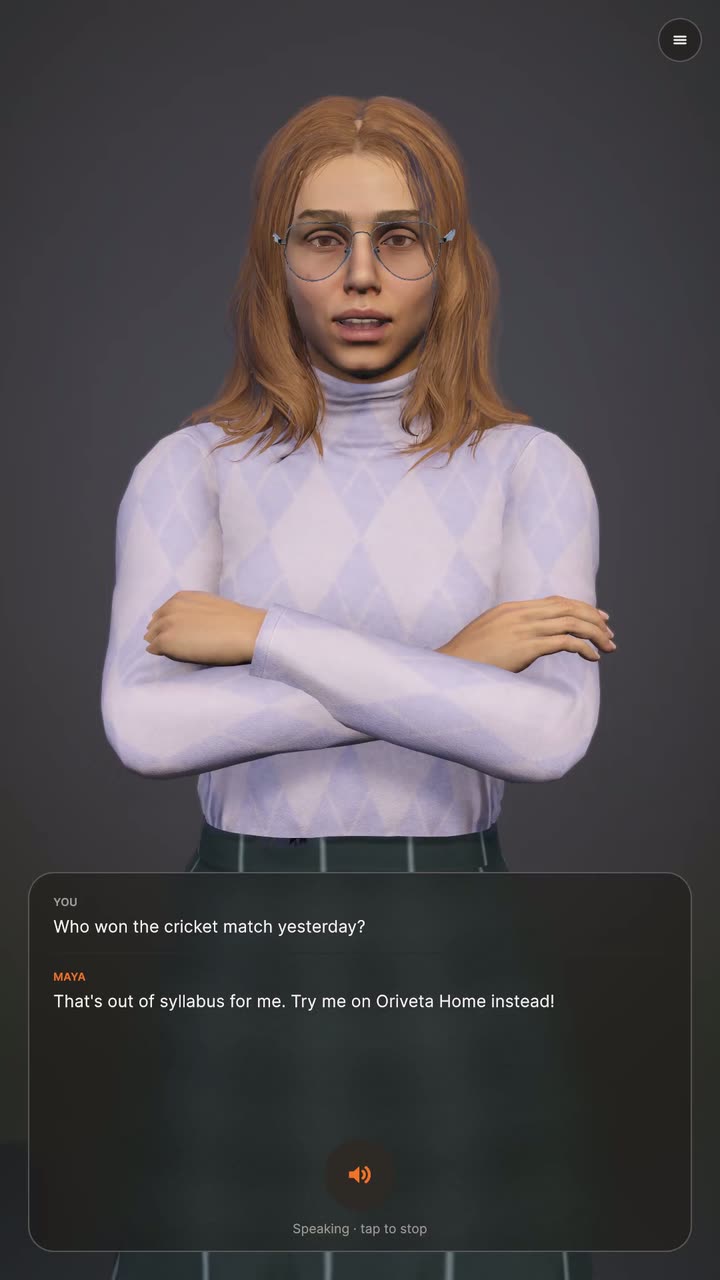 YOU
Who won the cricket match yesterday?
MAYA
That's out of syllabus for me. Try me on Oriveta Home instead!
Speaking · tap to stop